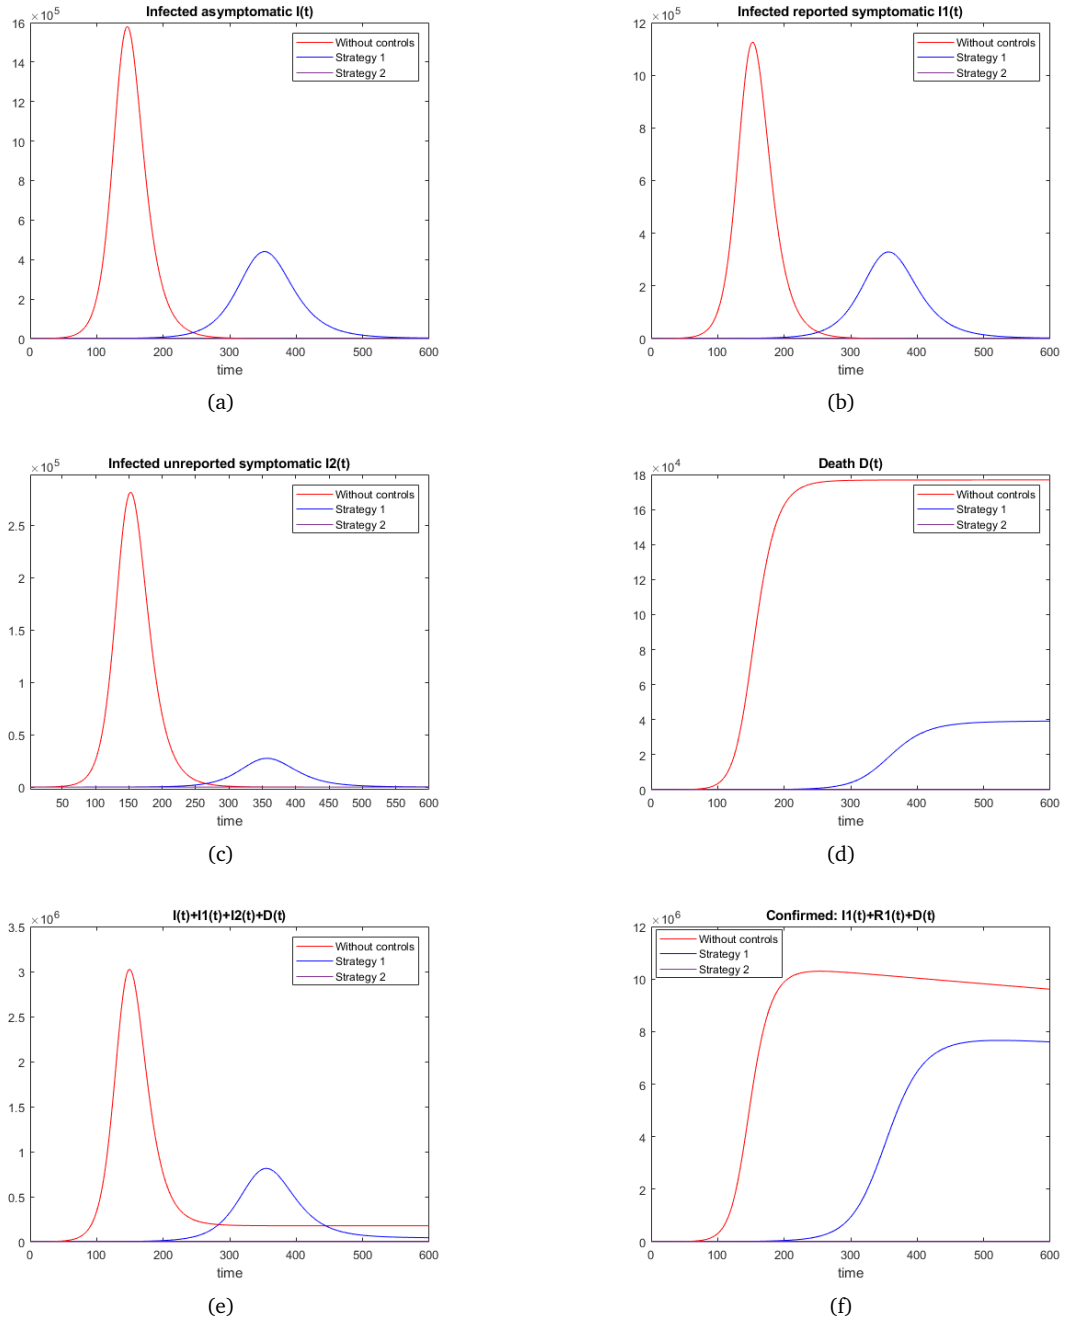 Infected asymptomatic I(t)
×10^5
16
14
12
10
8
6
4
2
0
0 100 200 300 400 500 600
time
Without controls
Strategy 1
Strategy 2
(a)
Infected reported symptomatic I1(t)
×10^5
12
10
8
6
4
2
0
0 100 200 300 400 500 600
time
Without controls
Strategy 1
Strategy 2
(b)
Infected unreported symptomatic I2(t)
×10^5
2.5
2
1.5
1
0.5
0
50 100 150 200 250 300 350 400 450 500 550 600
time
Without controls
Strategy 1
Strategy 2
(c)
Death D(t)
×10^4
18
16
14
12
10
8
6
4
2
0
0 100 200 300 400 500 600
time
Without controls
Strategy 1
Strategy 2
(d)
I(t)+I1(t)+I2(t)+D(t)
×10^6
3.5
3
2.5
2
1.5
1
0.5
0
0 100 200 300 400 500 600
time
Without controls
Strategy 1
Strategy 2
(e)
Confirmed: I1(t)+R1(t)+D(t)
×10^6
12
10
8
6
4
2
0
0 100 200 300 400 500 600
time
Without controls
Strategy 1
Strategy 2
(f)